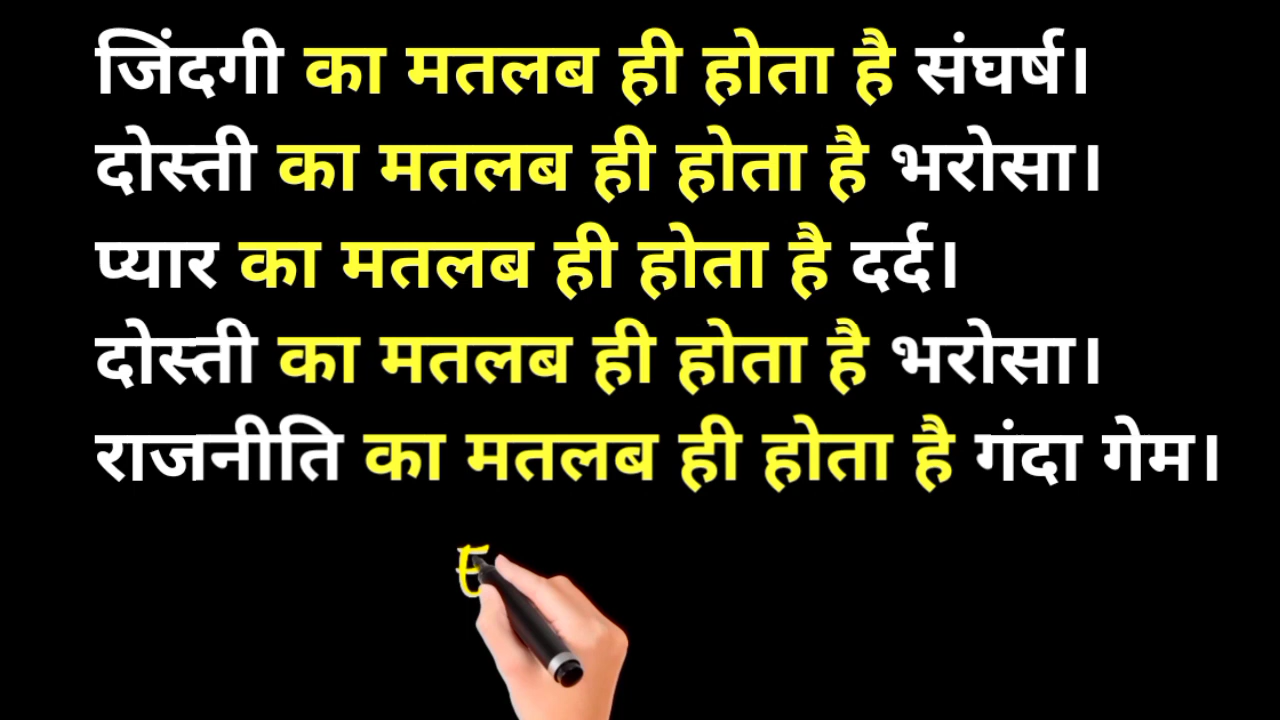 जिंदगी का मतलब ही होता है संघर्ष।
दोस्ती का मतलब ही होता है भरोसा।
प्यार का मतलब ही होता है दर्द।
दोस्ती का मतलब ही होता है भरोसा।
राजनीति का मतलब ही होता है गंदा गेम।